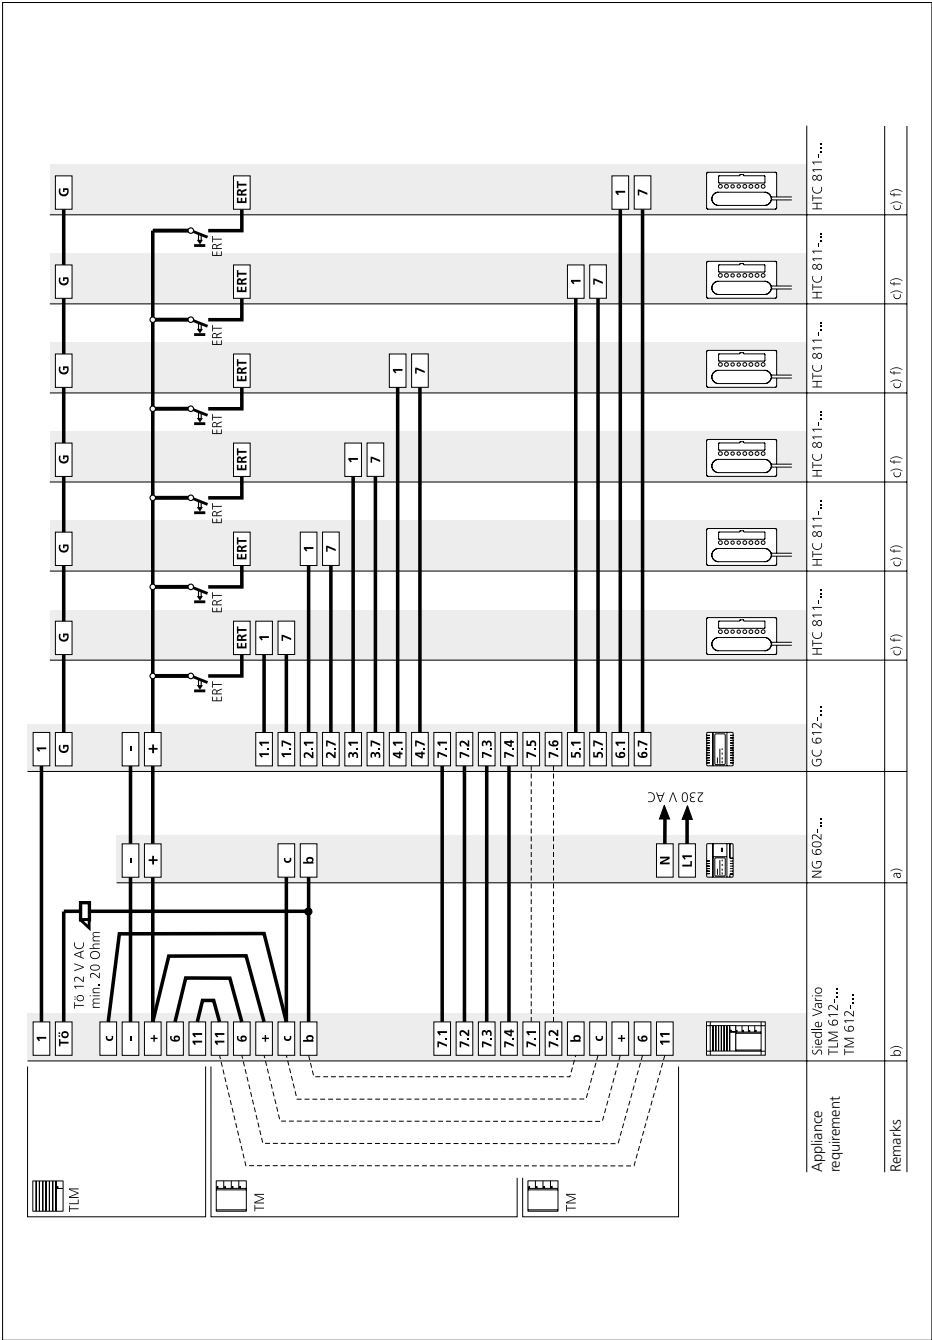 1 1
Tö G G G G G G G
TLM
Tö 12 V AC
min. 20 Ohm
c
- - -
+ + +
6
11
11 ERT ERT ERT ERT ERT ERT
6 ERT ERT ERT ERT ERT ERT
TM
+ 1.1 1
c c 1.7 7
b b 2.1 1
2.7 7
3.1 1
3.7 7
4.1 1
4.7 7
7.1 7.1
7.2 7.2
7.3 7.3
7.4 7.4
7.1 7.5
7.2 7.6
TM
b 5.1 1
c 5.7 7
+ 6.1 1
6 6.7 7
11 N
L1
230 V AC
Appliance requirement
Siedle Vario
TLM 612-...
TM 612-...
NG 602-...
GC 612-...
HTC 811-...
HTC 811-...
HTC 811-...
HTC 811-...
HTC 811-...
HTC 811-...
Remarks b) a) c) f) c) f) c) f) c) f) c) f) c) f)